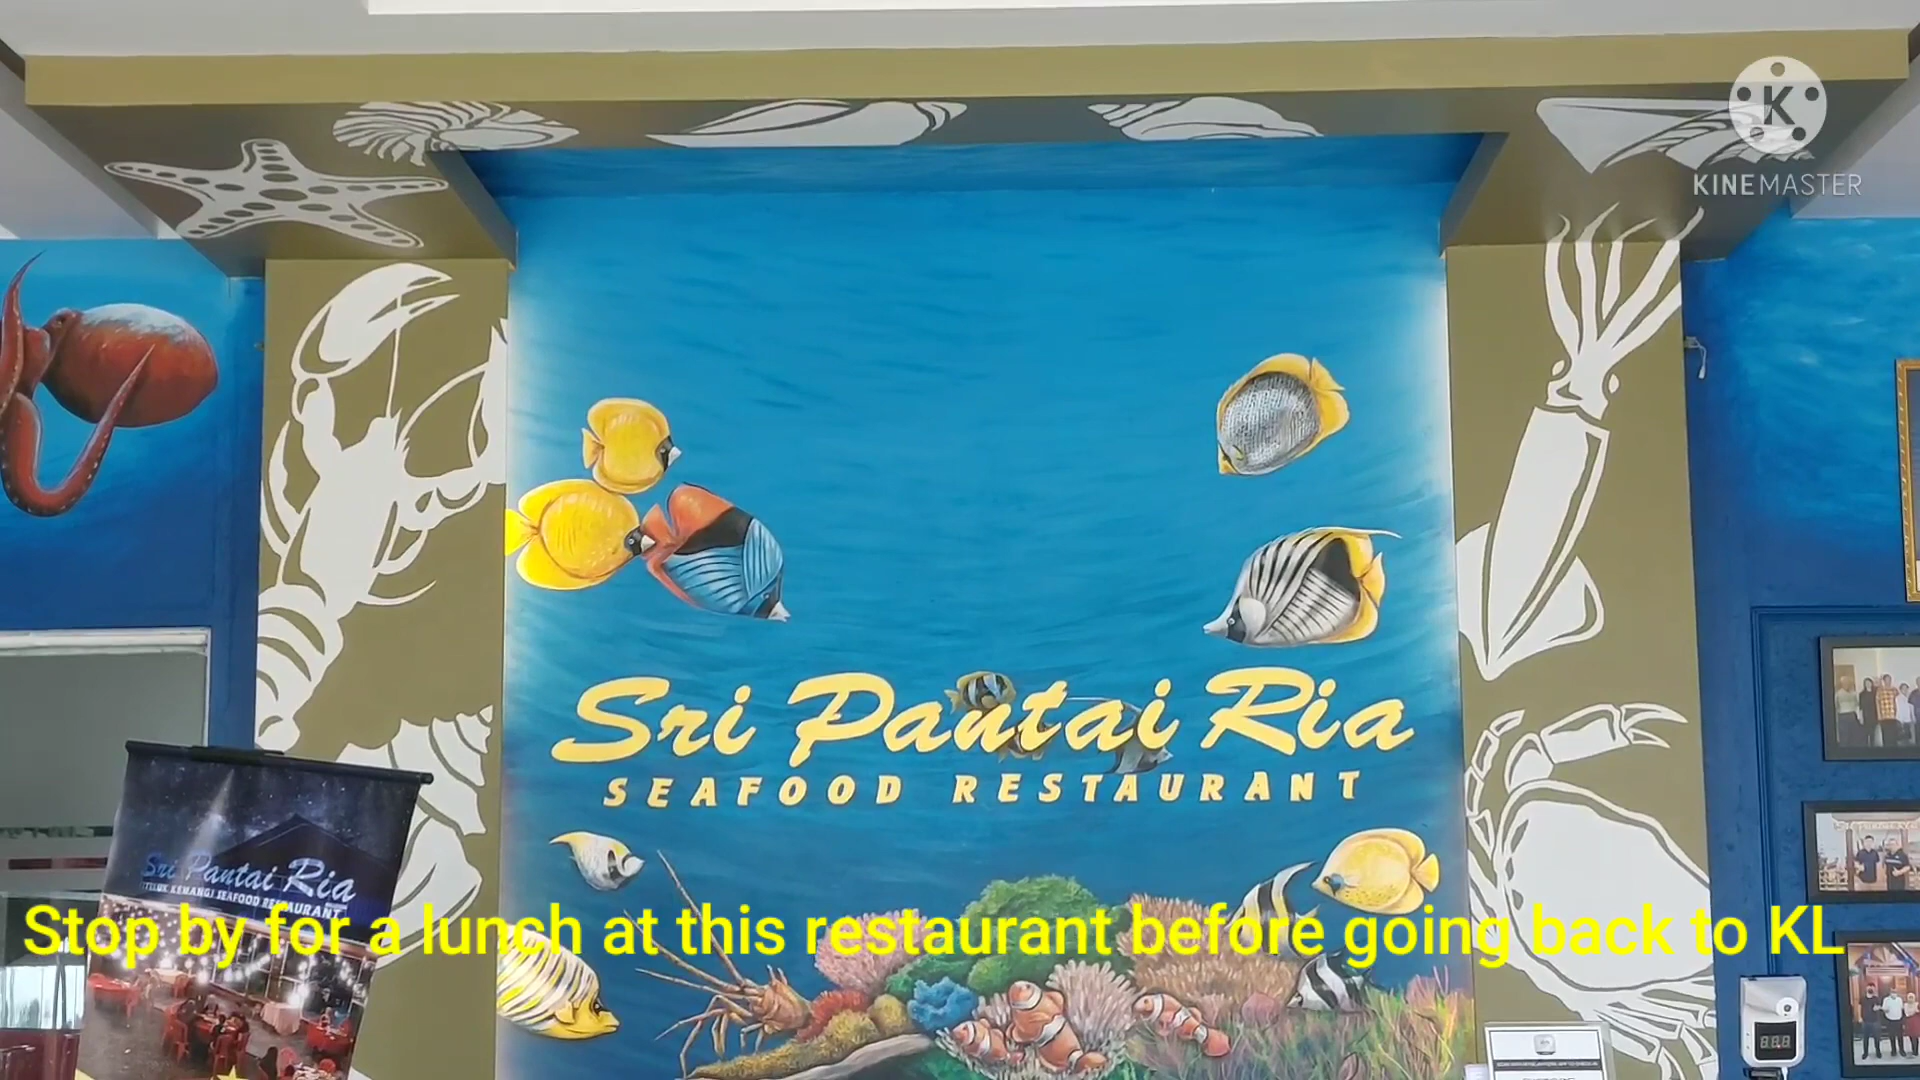 K
KINEMASTER
Sri Pantai Ria
SEAFOOD RESTAURANT
Sri Pantai Ria
TELUK KEMANG SEAFOOD RESTAURANT
Stop by for a lunch at this restaurant before going back to KL